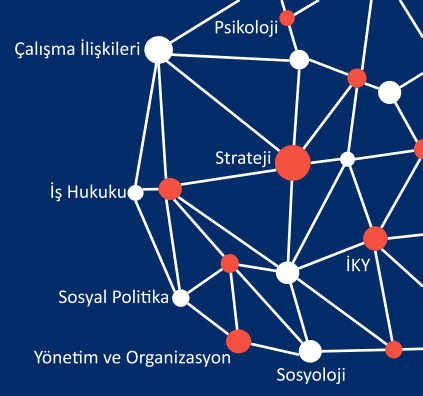 Psikoloji
Çalışma İlişkileri
Strateji
İş Hukuku
İKY
Sosyal Politika
Yönetim ve Organizasyon
Sosyoloji